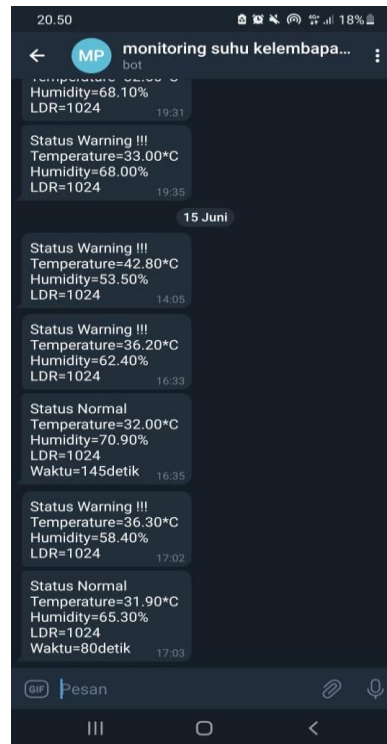 20.50
18%
MP
monitoring suhu kelembapa...
bot
Humidity=68.10%
LDR=1024
19:31
Status Warning !!!
Temperature=33.00*C
Humidity=68.00%
LDR=1024
19:35
15 Juni
Status Warning !!!
Temperature=42.80*C
Humidity=53.50%
LDR=1024
14:05
Status Warning !!!
Temperature=36.20*C
Humidity=62.40%
LDR=1024
16:33
Status Normal
Temperature=32.00*C
Humidity=70.90%
LDR=1024
Waktu=145detik
16:35
Status Warning !!!
Temperature=36.30*C
Humidity=58.40%
LDR=1024
17:02
Status Normal
Temperature=31.90*C
Humidity=65.30%
LDR=1024
Waktu=80detik
17:03
GIF
Pesan